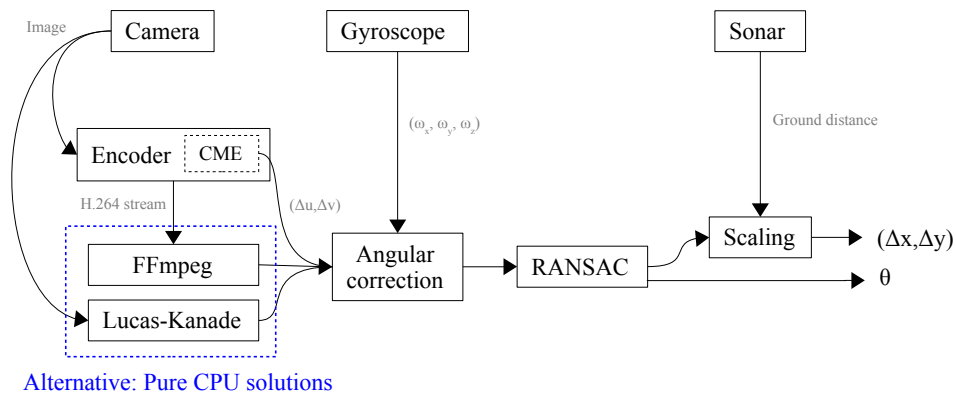 Image
Camera
Gyroscope
Sonar
(ωx, ωy, ωz)
Ground distance
Encoder
CME
H.264 stream
(Δu,Δv)
FFmpeg
Lucas-Kanade
Angular
correction
RANSAC
Scaling
(Δx,Δy)
θ
Alternative: Pure CPU solutions